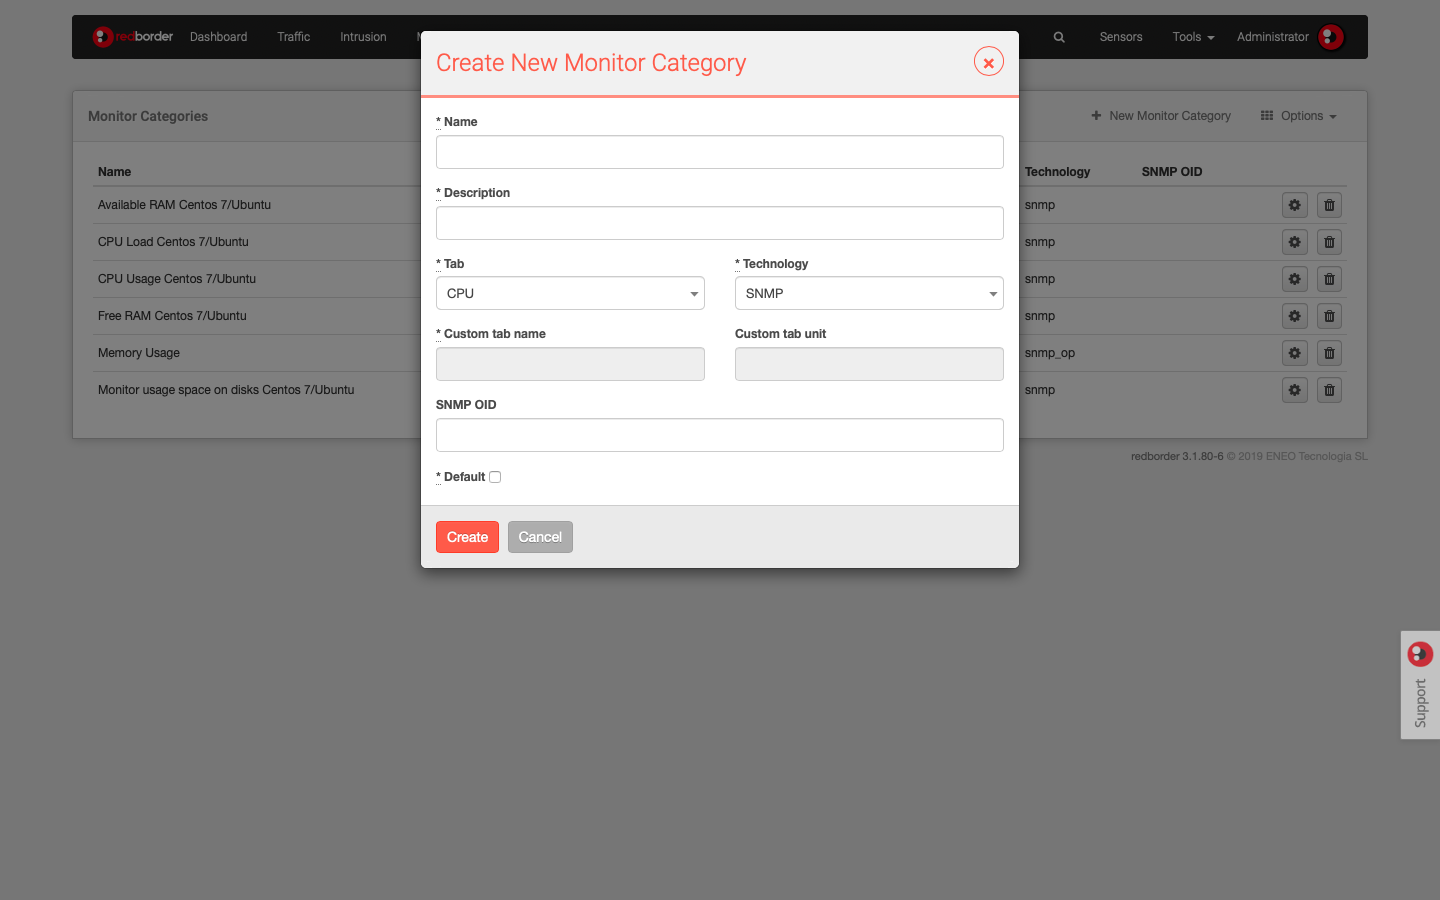 redborder Dashboard Traffic Intrusion Sensors Tools Administrator
Create New Monitor Category
Monitor Categories
New Monitor Category Options
* Name
Name
Technology SNMP OID
* Description
Available RAM Centos 7/Ubuntu snmp
CPU Load Centos 7/Ubuntu snmp
* Tab * Technology
CPU Usage Centos 7/Ubuntu snmp
CPU SNMP
Free RAM Centos 7/Ubuntu snmp
* Custom tab name Custom tab unit
Memory Usage snmp_op
Monitor usage space on disks Centos 7/Ubuntu snmp
SNMP OID
redborder 3.1.80-6 © 2019 ENEO Tecnologia SL
* Default
Create Cancel
Support